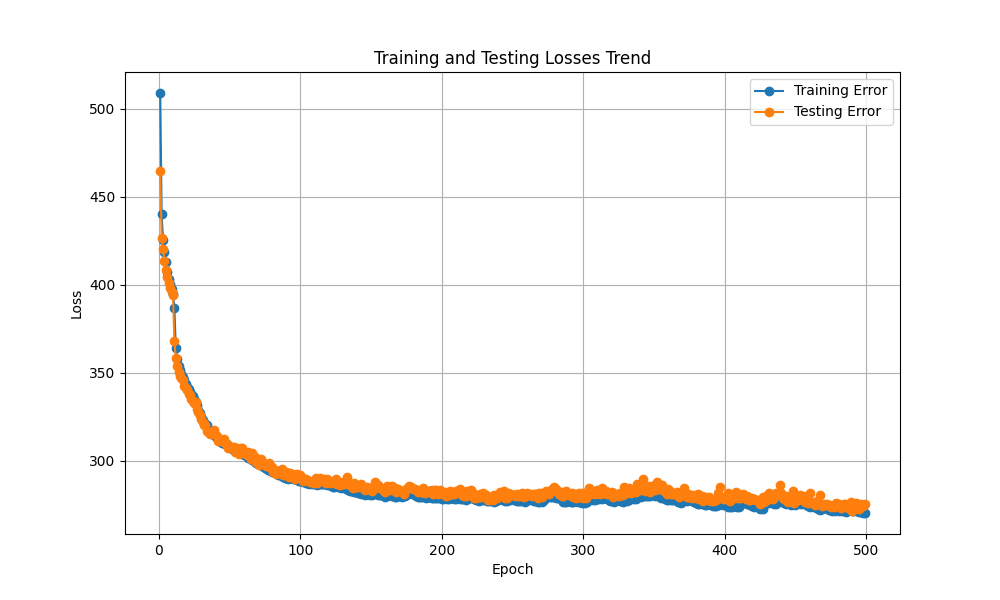 Training and Testing Losses Trend
Training Error
Testing Error
500
450
400
350
300
Loss
0 100 200 300 400 500
Epoch